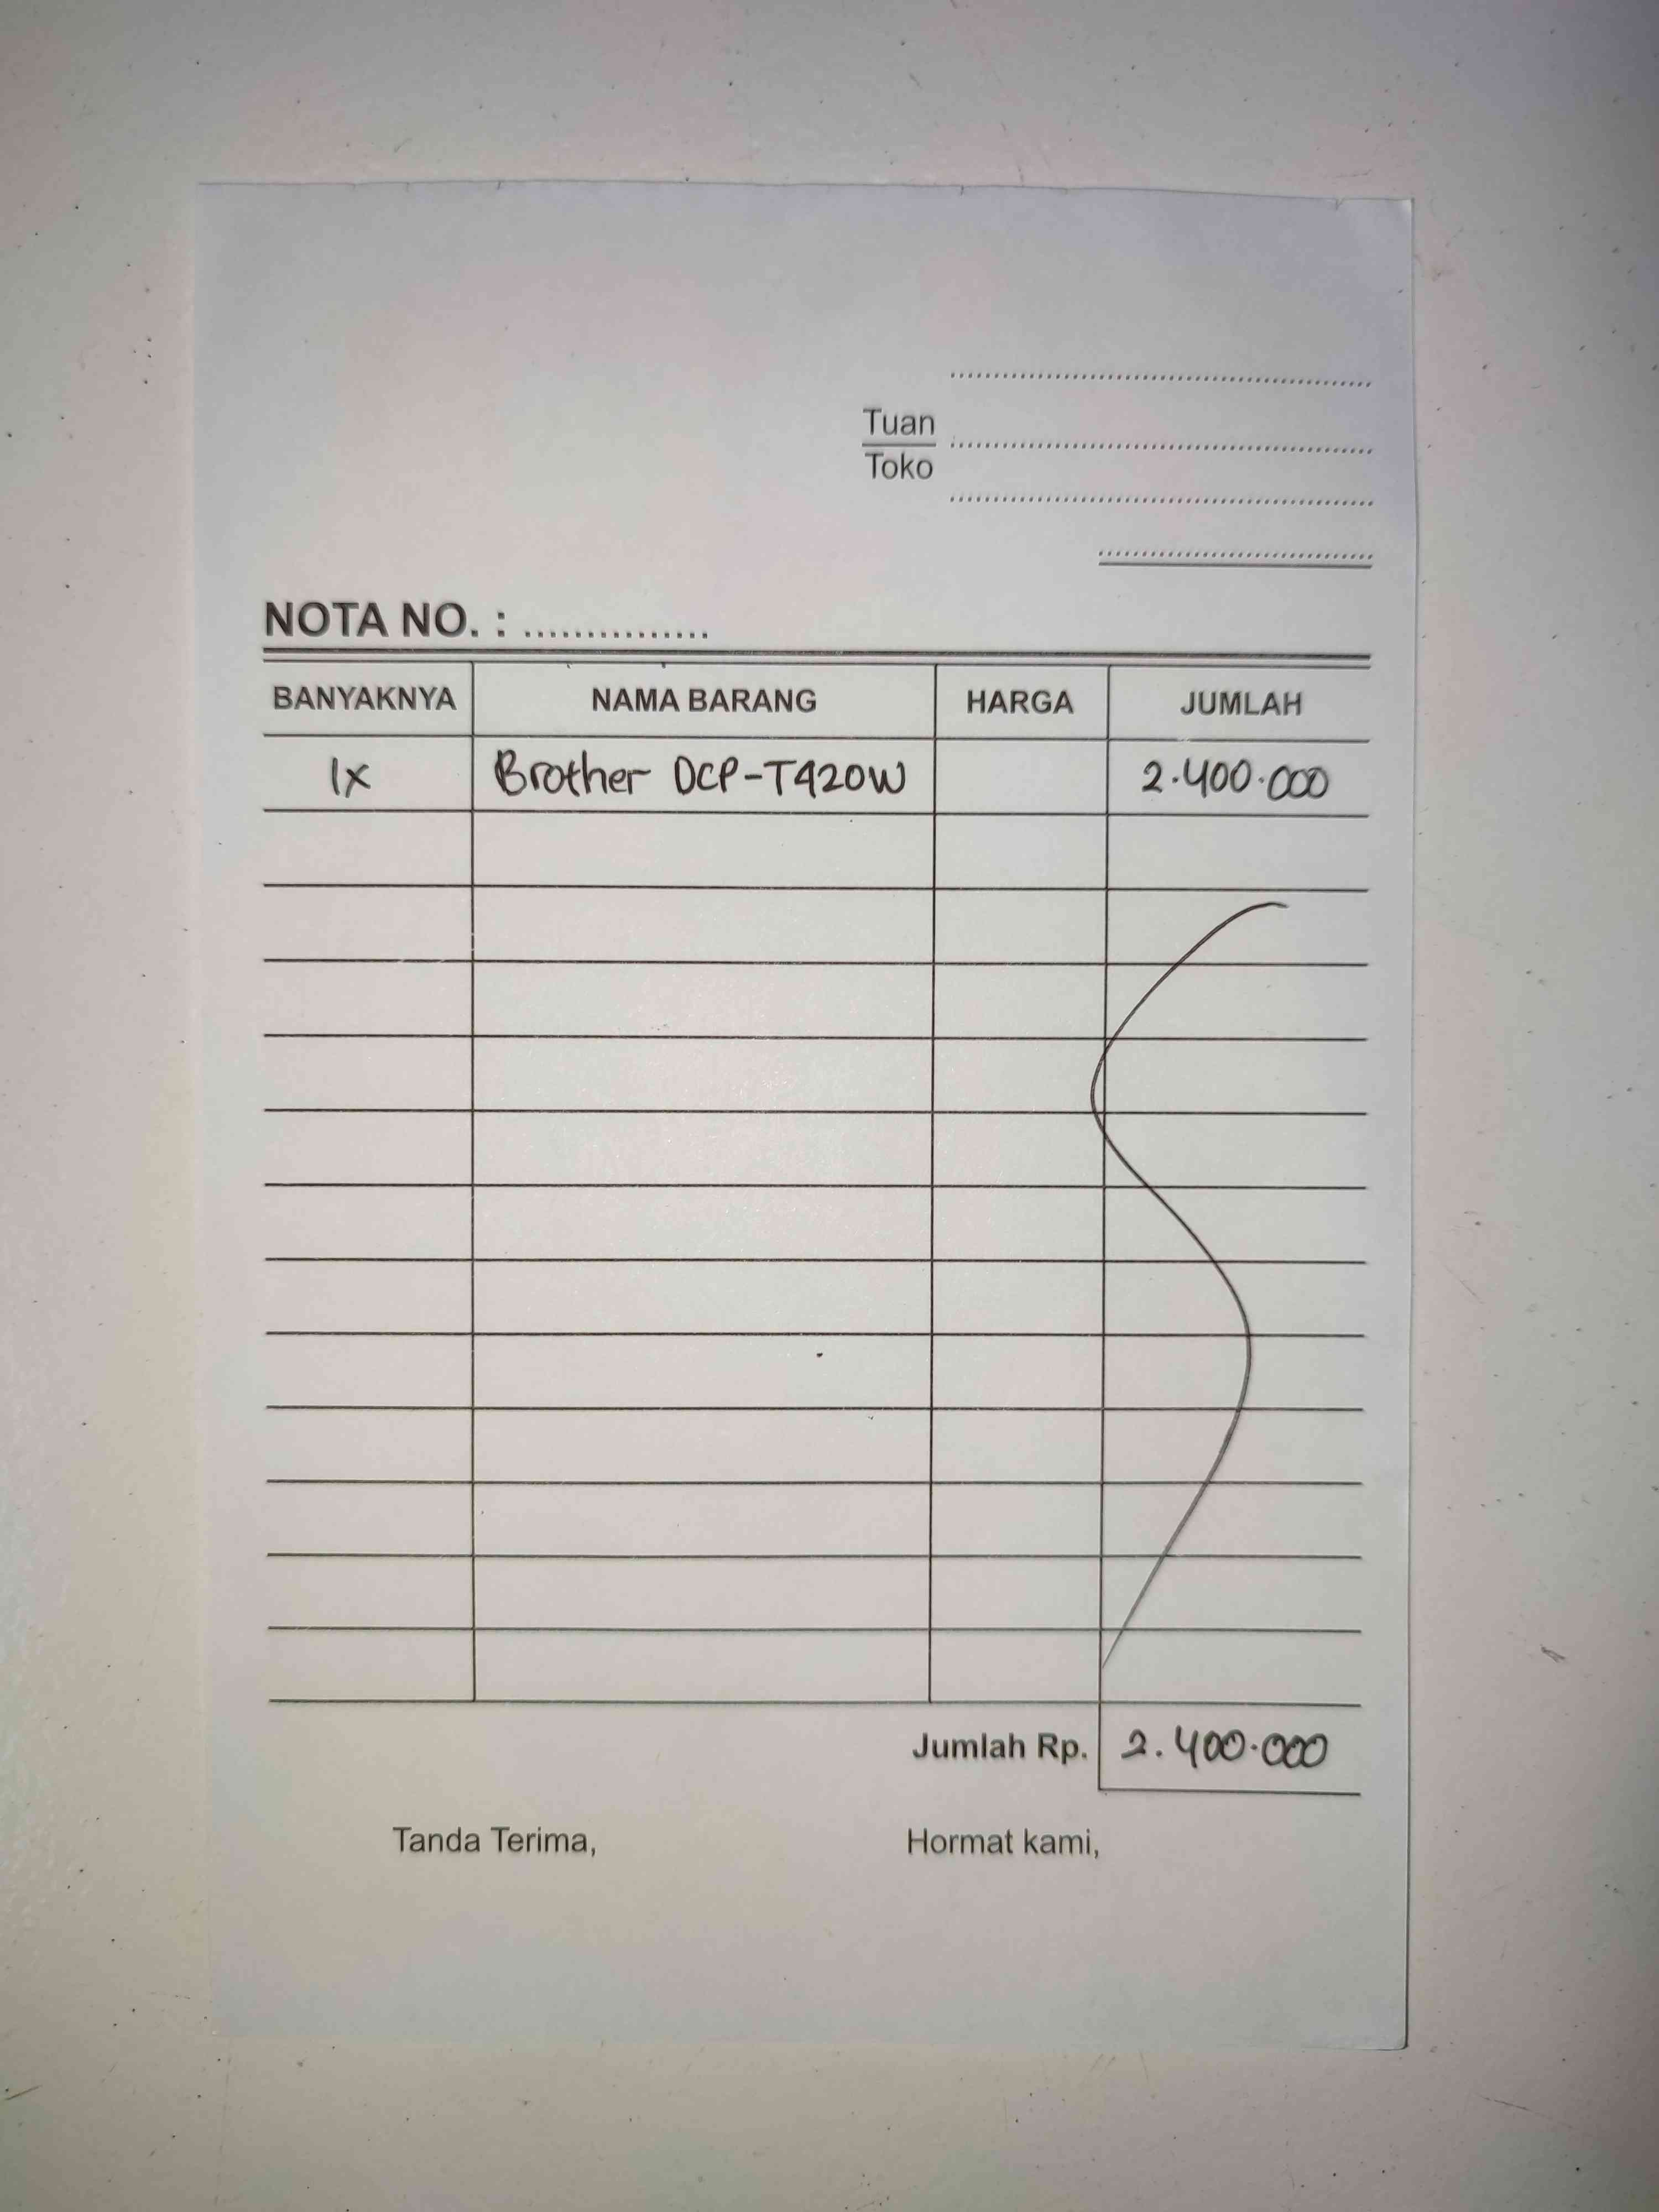 Tuan
Toko
NOTA NO. : ...............
BANYAKNYA NAMA BARANG HARGA JUMLAH
1x Brother DCP-T420W 2.400.000
Jumlah Rp. 2.400.000
Tanda Terima, Hormat kami,